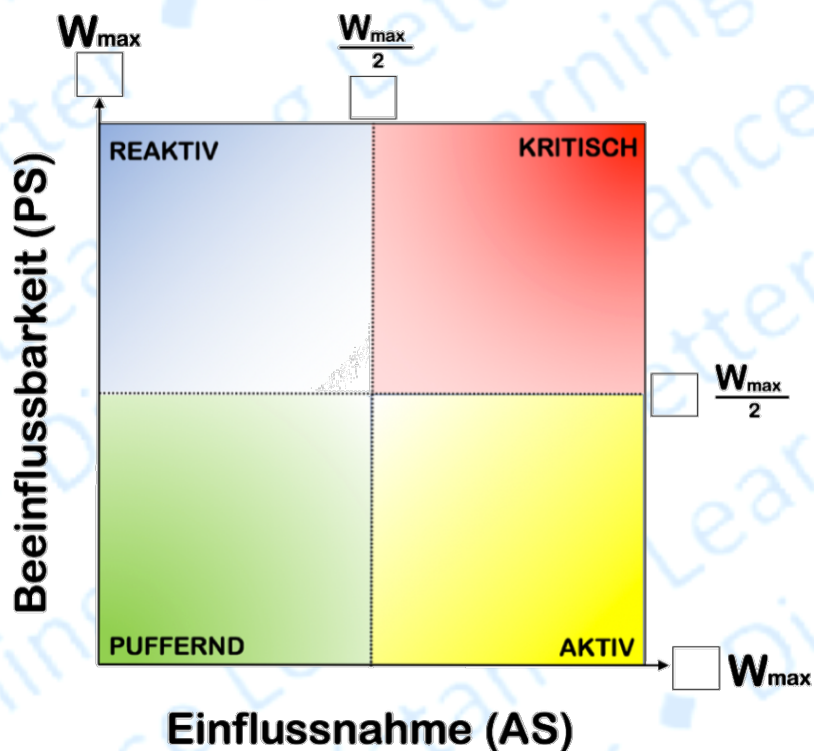 Wmax
Wmax
2
REAKTIV
KRITISCH
Beeinflussbarkeit (PS)
Wmax
2
PUFFERND
AKTIV
Wmax
Einflussnahme (AS)